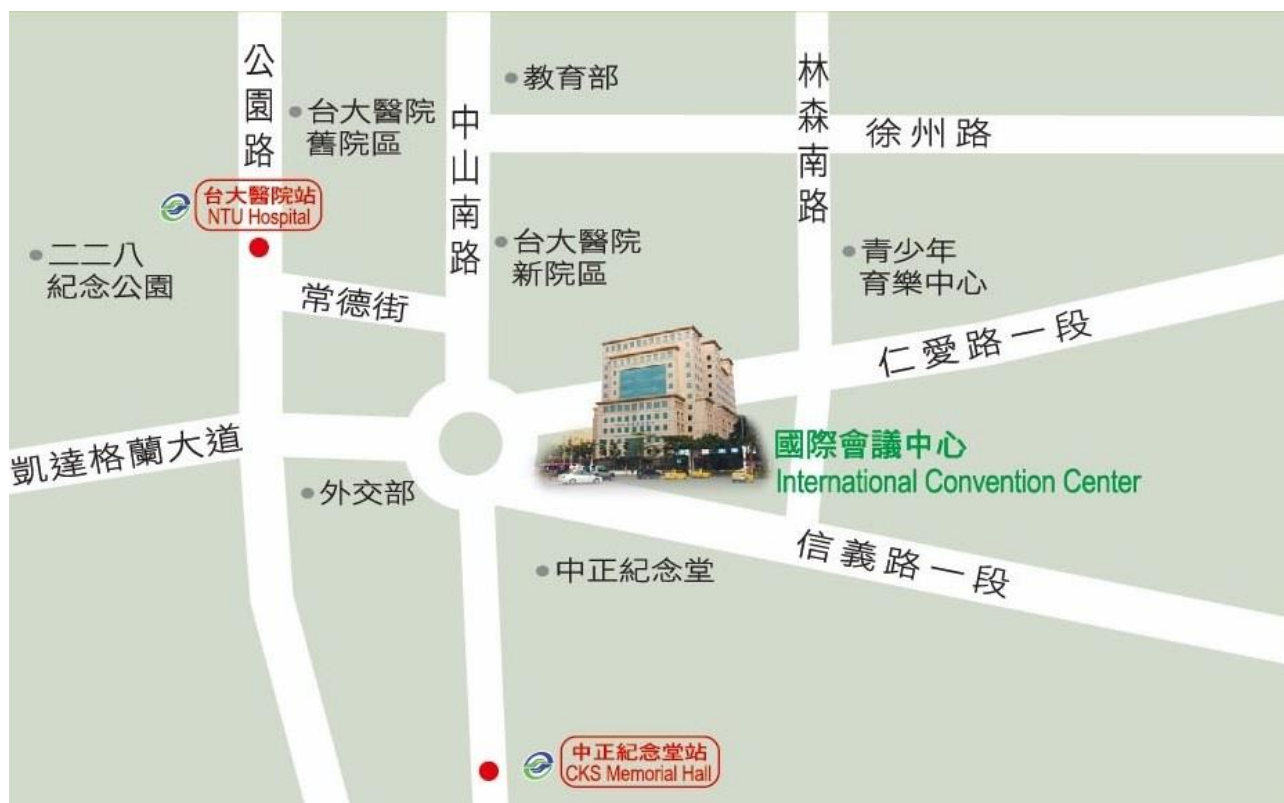 公園路
台大醫院
舊院區
中山南路
教育部
林森南路
徐州路
台大醫院站
NTU Hospital
二二八
紀念公園
常德街
台大醫院
新院區
青少年
育樂中心
仁愛路一段
凱達格蘭大道
外交部
國際會議中心
International Convention Center
中正紀念堂
信義路一段
中正紀念堂站
CKS Memorial Hall